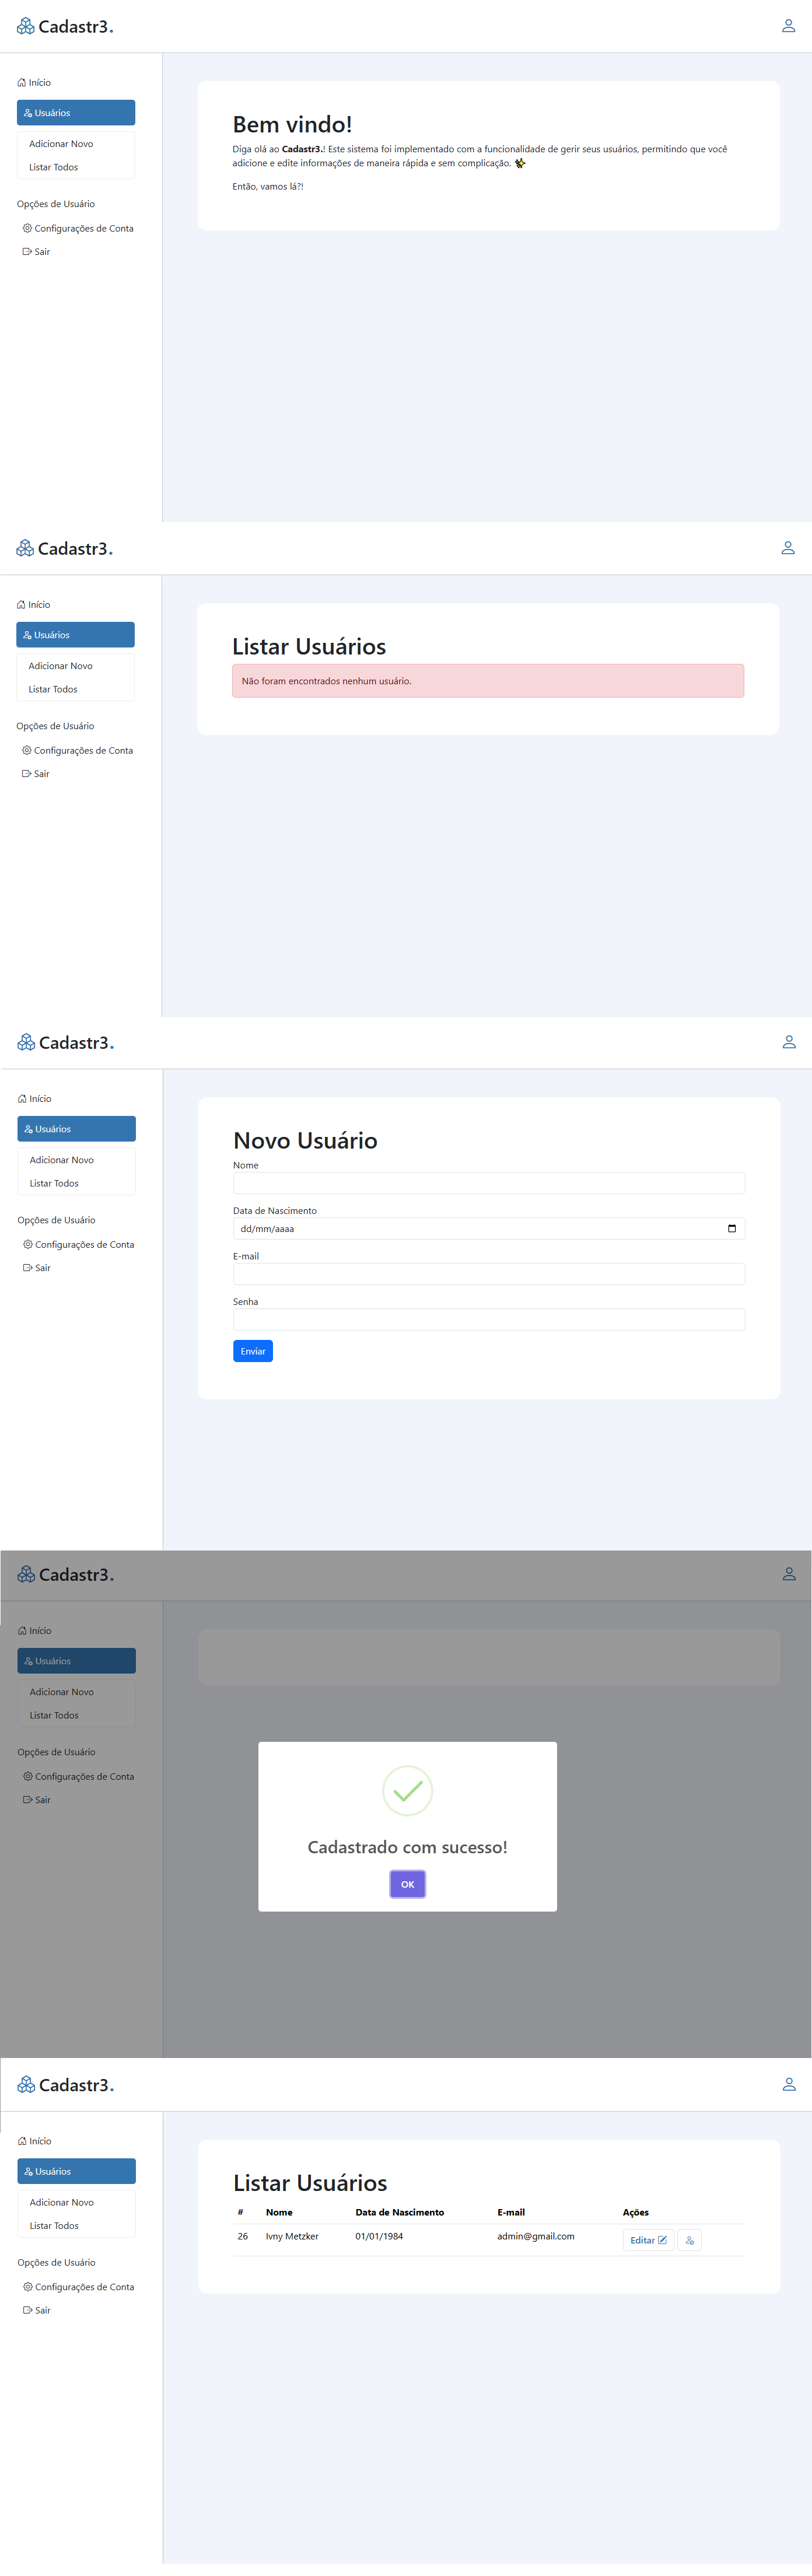 Cadastr3.
Início
Usuários
Adicionar Novo
Listar Todos
Opções de Usuário
Configurações de Conta
Sair
Bem vindo!
Diga olá ao Cadastr3.! Este sistema foi implementado com a funcionalidade de gerir seus usuários, permitindo que você
adicione e edite informações de maneira rápida e sem complicação.
Então, vamos lá?!
Cadastr3.
Início
Usuários
Adicionar Novo
Listar Todos
Opções de Usuário
Configurações de Conta
Sair
Listar Usuários
Não foram encontrados nenhum usuário.
Cadastr3.
Início
Usuários
Adicionar Novo
Listar Todos
Opções de Usuário
Configurações de Conta
Sair
Novo Usuário
Nome
Data de Nascimento
dd/mm/aaaa
E-mail
Senha
Enviar
Cadastr3.
Início
Usuários
Adicionar Novo
Listar Todos
Opções de Usuário
Configurações de Conta
Sair
Cadastrado com sucesso!
OK
Cadastr3.
Início
Usuários
Adicionar Novo
Listar Todos
Opções de Usuário
Configurações de Conta
Sair
Listar Usuários
# Nome Data de Nascimento E-mail Ações
26 Ivny Metzker 01/01/1984 admin@gmail.com Editar